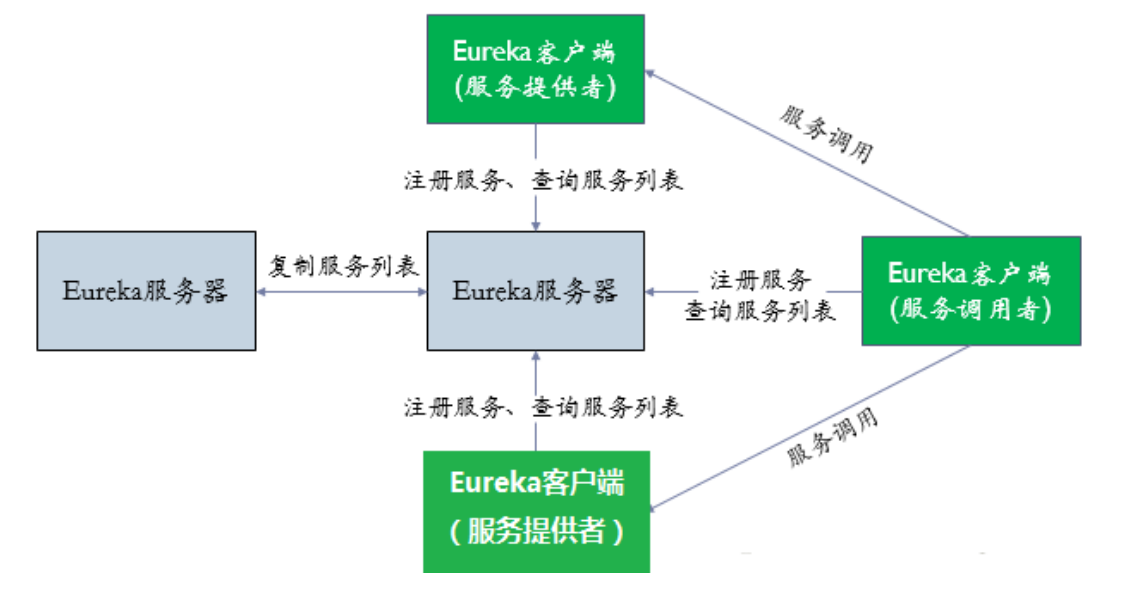 Eureka客户端
(服务提供者)
服务调用
注册服务、查询服务列表
Eureka服务器
复制服务列表
Eureka服务器
注册服务
查询服务列表
Eureka客户端
(服务调用者)
注册服务、查询服务列表
服务调用
Eureka客户端
（服务提供者）